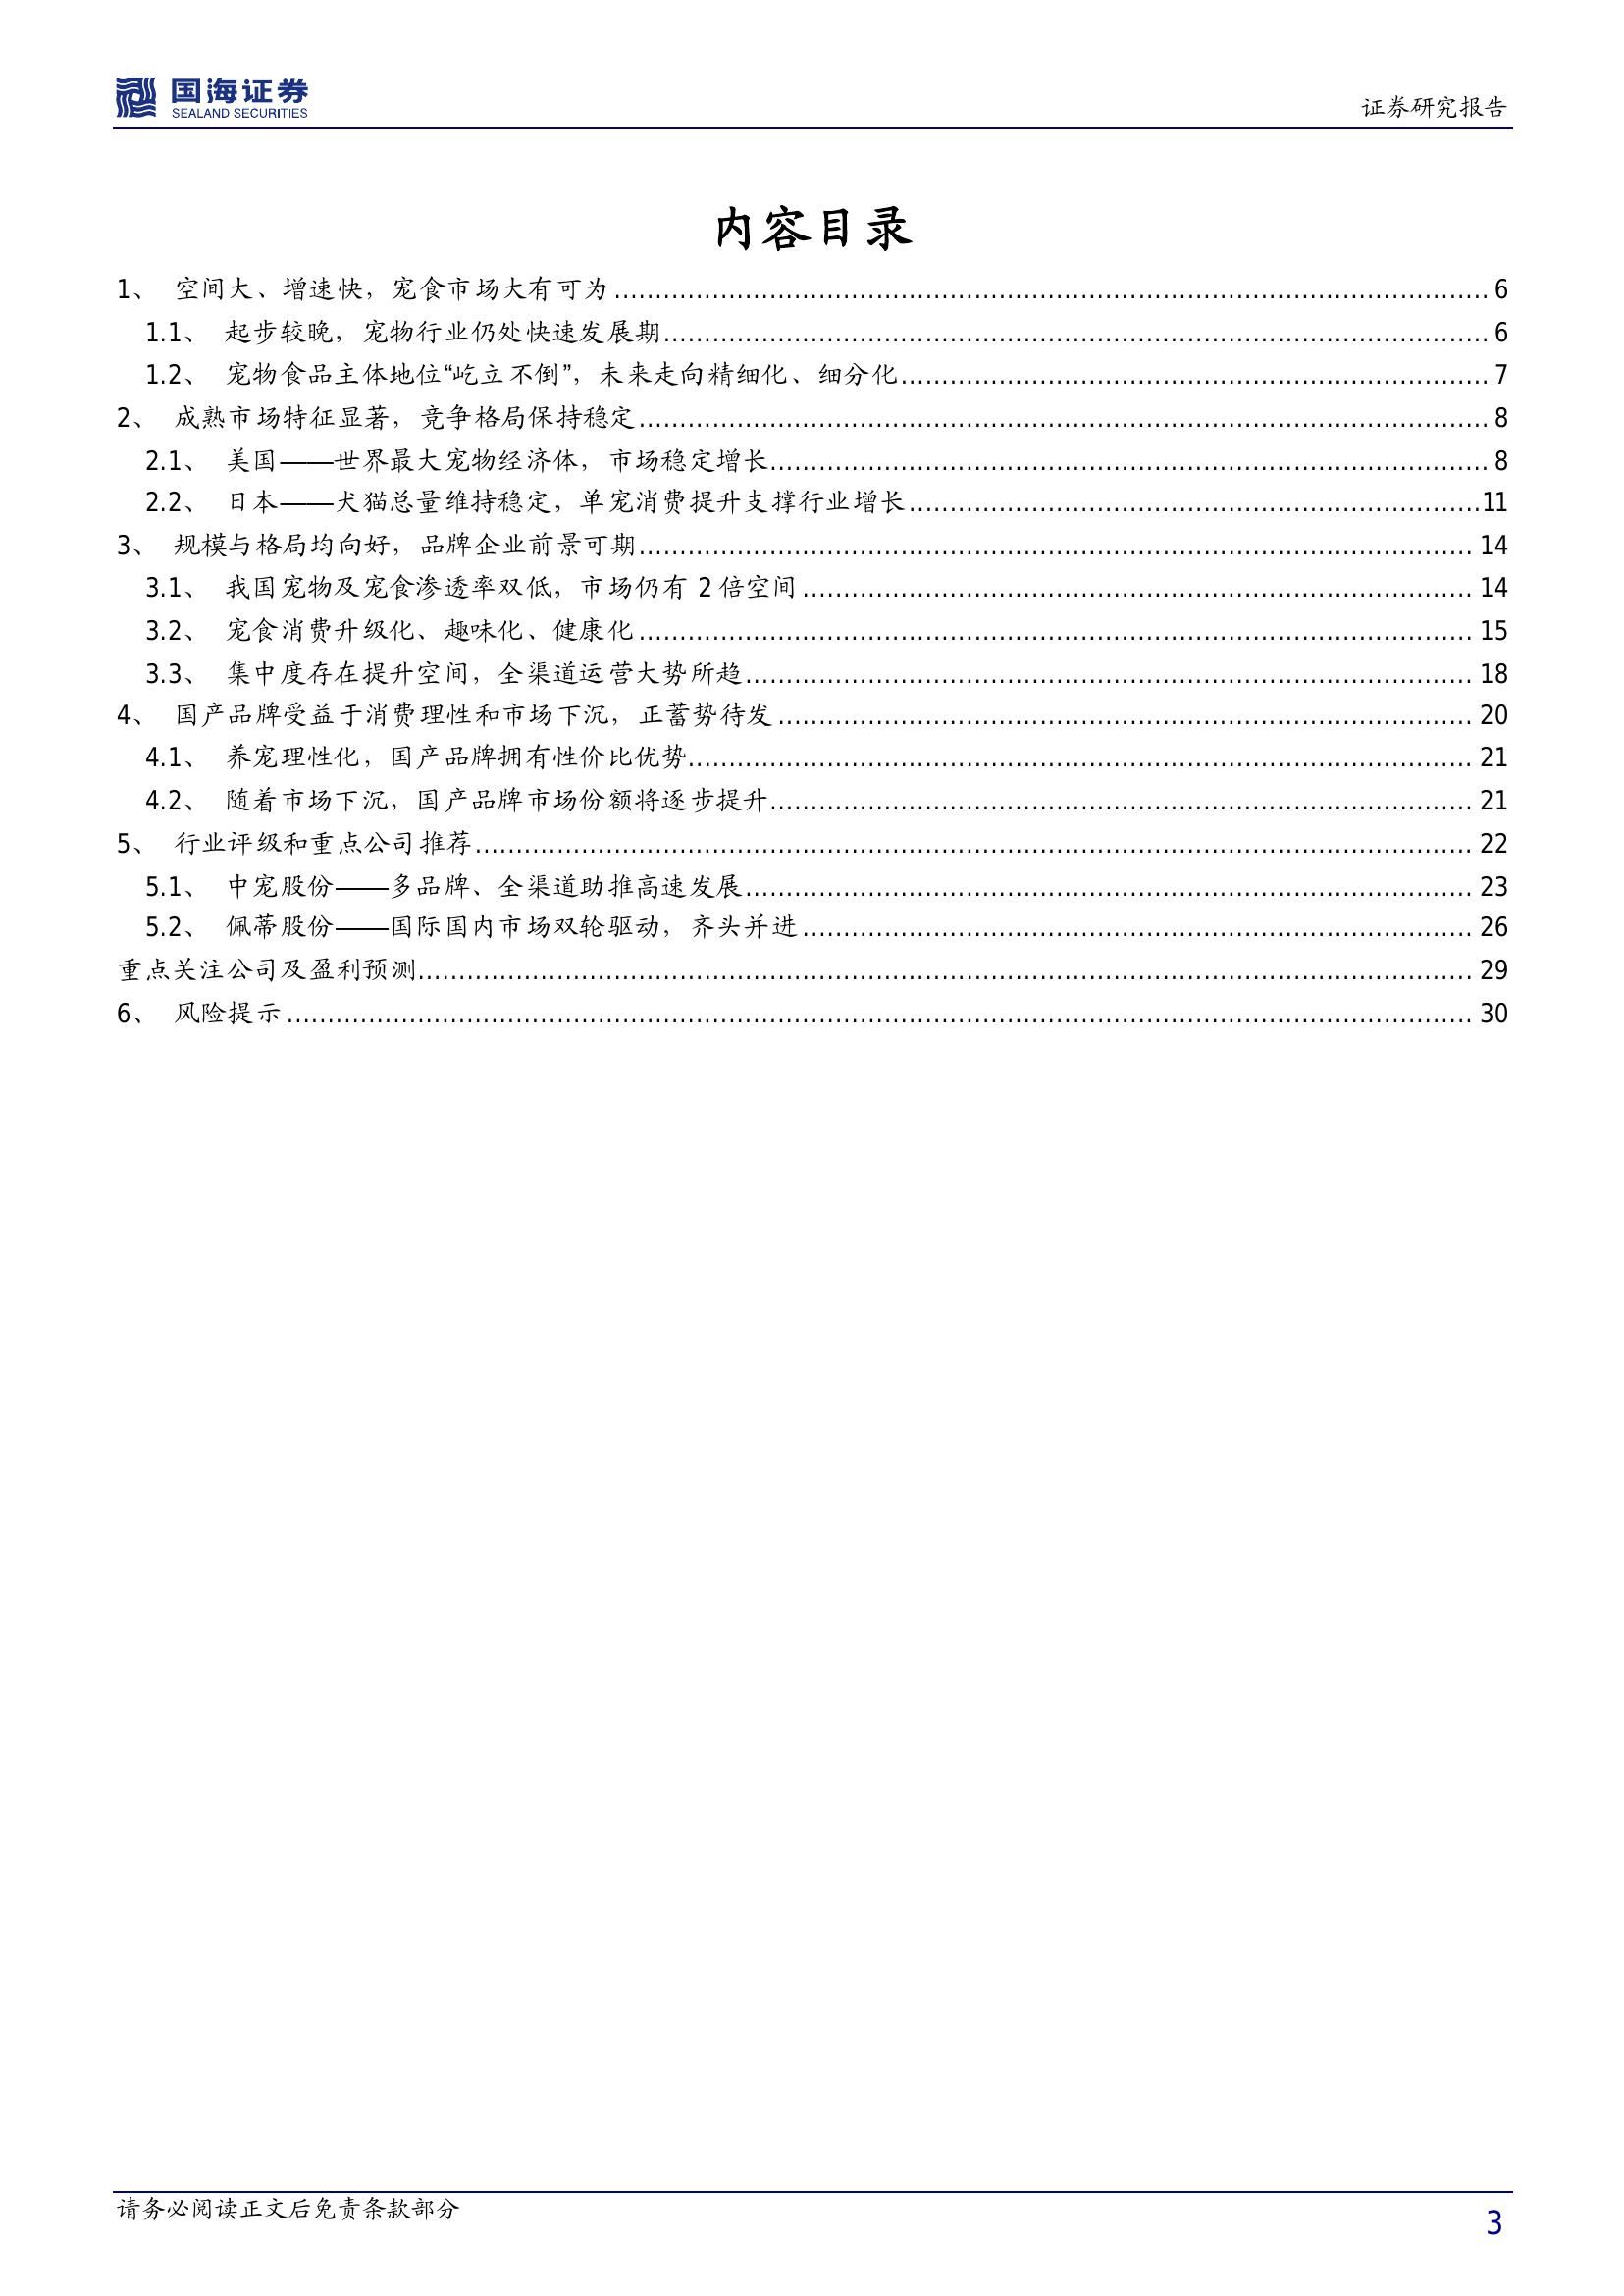 国海证券
SEALAND SECURITIES
证券研究报告
内容目录
1、 空间大、增速快，宠食市场大有可为 6
1.1、 起步较晚，宠物行业仍处快速发展期 6
1.2、 宠物食品主体地位“屹立不倒”，未来走向精细化、细分化 7
2、 成熟市场特征显著，竞争格局保持稳定 8
2.1、 美国——世界最大宠物经济体，市场稳定增长 8
2.2、 日本——犬猫总量维持稳定，单宠消费提升支撑行业增长 11
3、 规模与格局均向好，品牌企业前景可期 14
3.1、 我国宠物及宠食渗透率双低，市场仍有 2 倍空间 14
3.2、 宠食消费升级化、趣味化、健康化 15
3.3、 集中度存在提升空间，全渠道运营大势所趋 18
4、 国产品牌受益于消费理性和市场下沉，正蓄势待发 20
4.1、 养宠理性化，国产品牌拥有性价比优势 21
4.2、 随着市场下沉，国产品牌市场份额将逐步提升 21
5、 行业评级和重点公司推荐 22
5.1、 中宠股份——多品牌、全渠道助推高速发展 23
5.2、 佩蒂股份——国际国内市场双轮驱动，齐头并进 26
重点关注公司及盈利预测 29
6、 风险提示 30
请务必阅读正文后免责条款部分
3